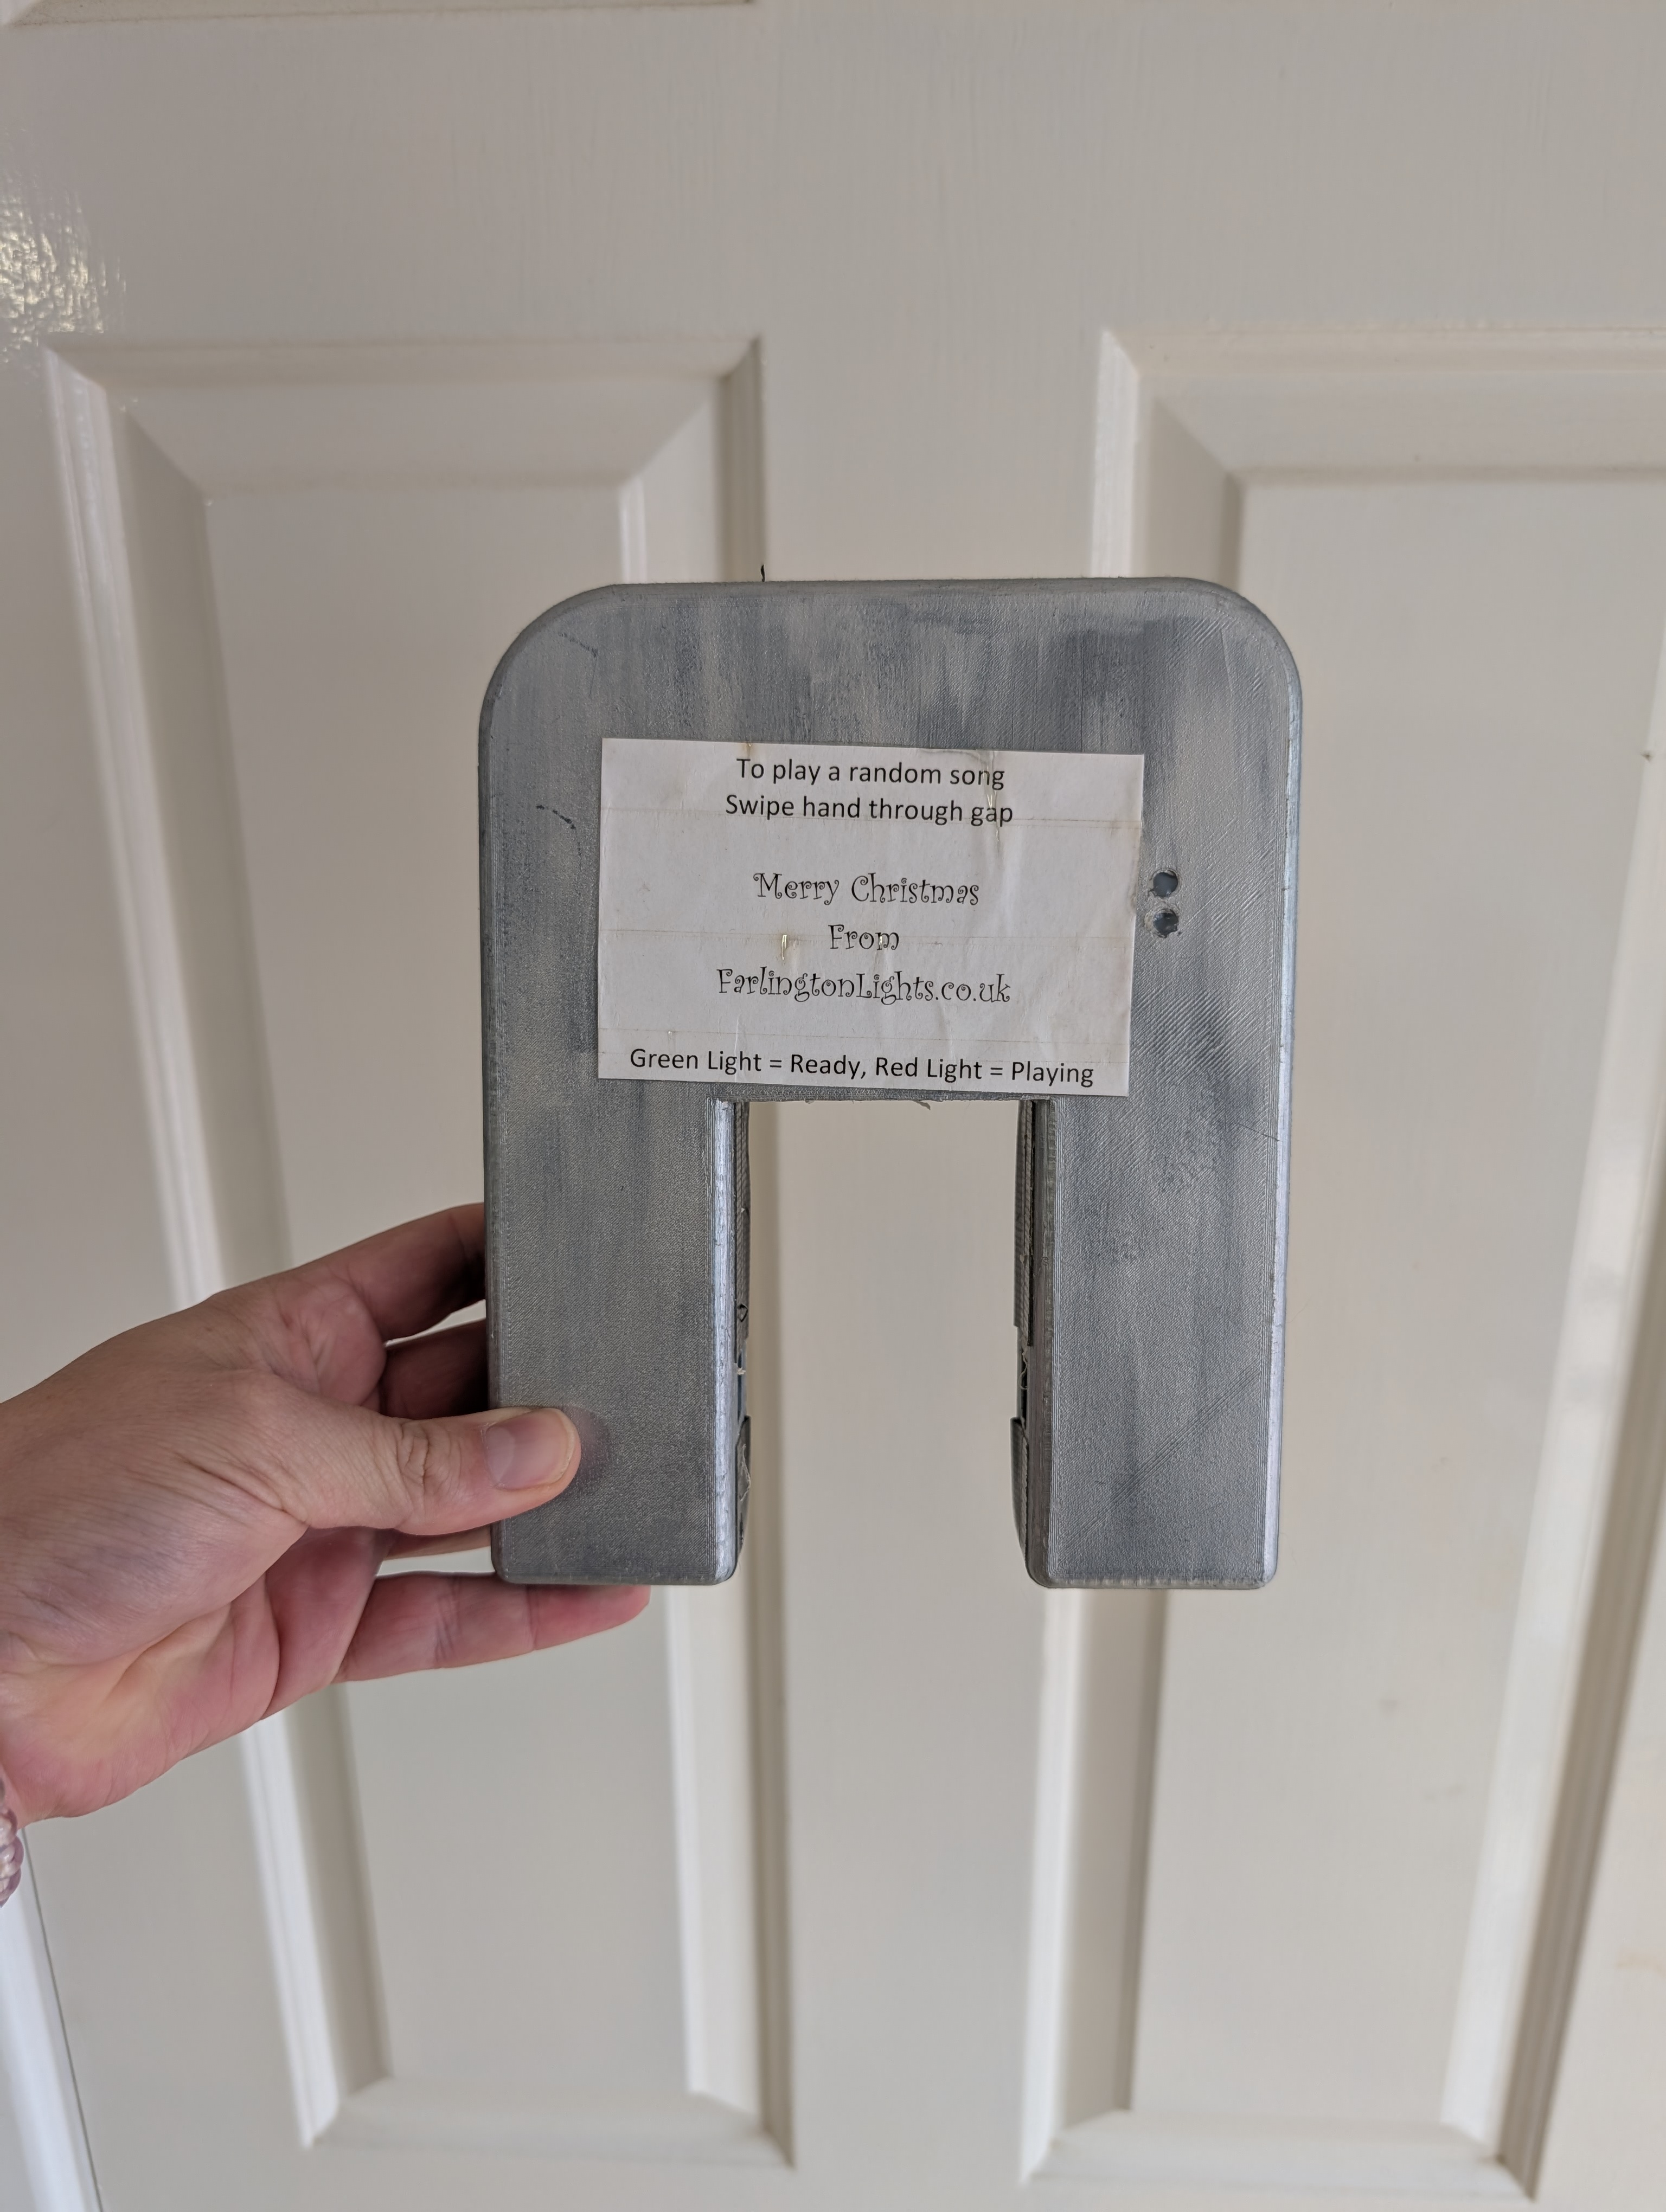 To play a random song
Swipe hand through gap
Merry Christmas
From
FarlingtonLights.co.uk
Green Light = Ready, Red Light = Playing